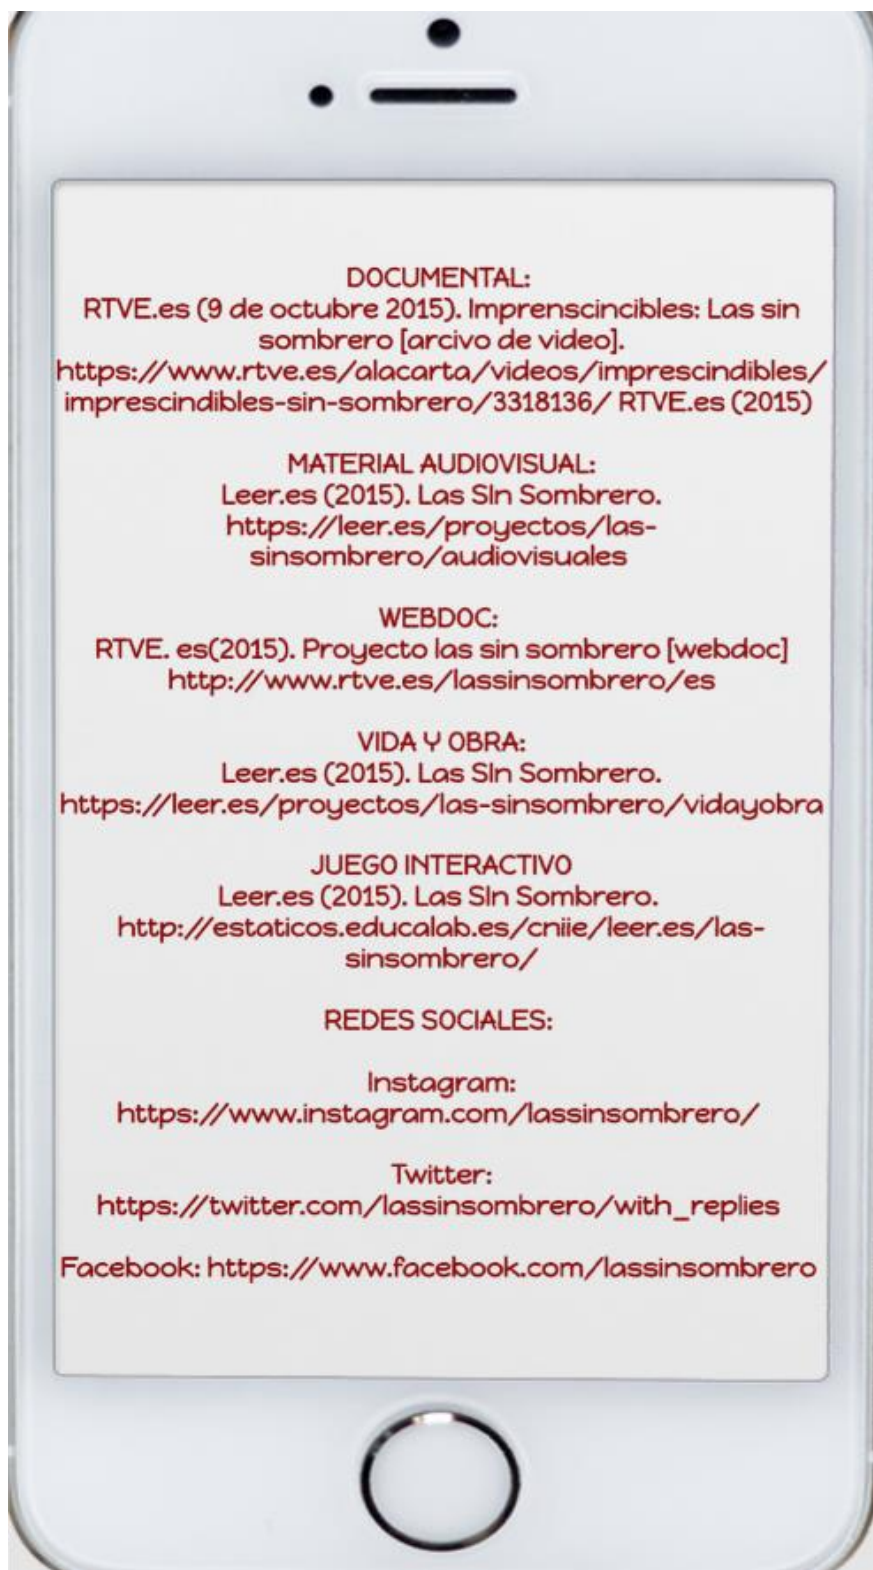 DOCUMENTAL:
RTVE.es (9 de octubre 2015). Imprenscincibles: Las sin
sombrero [arcivo de video].
https://www.rtve.es/alacarta/videos/imprescindibles/
imprescindibles-sin-sombrero/3318136/ RTVE.es (2015)
MATERIAL AUDIOVISUAL:
Leer.es (2015). Las SIn Sombrero.
https://leer.es/proyectos/las-
sinsombrero/audiovisuales
WEBDOC:
RTVE. es(2015). Proyecto las sin sombrero [webdoc]
http://www.rtve.es/lassinsombrero/es
VIDA Y OBRA:
Leer.es (2015). Las SIn Sombrero.
https://leer.es/proyectos/las-sinsombrero/vidayobra
JUEGO INTERACTIVO
Leer.es (2015). Las SIn Sombrero.
http://estaticos.educalab.es/cniie/leer.es/las-
sinsombrero/
REDES SOCIALES:
Instagram:
https://www.instagram.com/lassinsombrero/
Twitter:
https://twitter.com/lassinsombrero/with_replies
Facebook: https://www.facebook.com/lassinsombrero